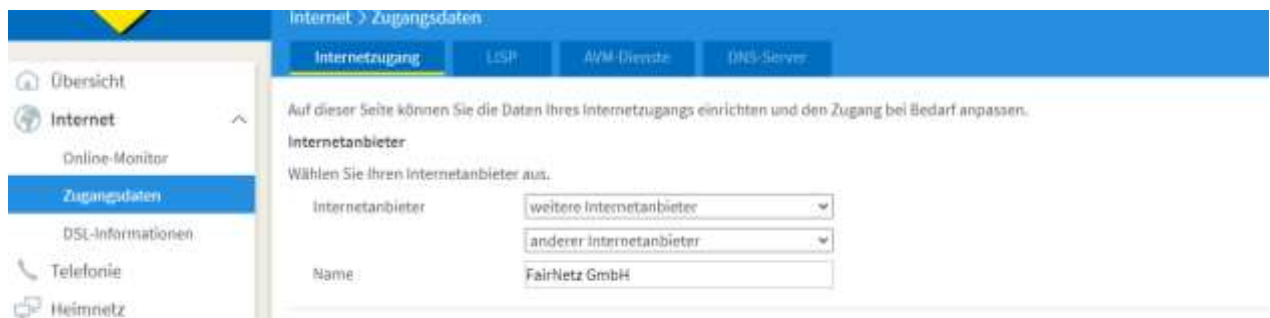 Internet > Zugangsdaten
Internetzugang LISP AVM-Dienste DNS-Server
Übersicht
Internet
Online-Monitor
Zugangsdaten
DSL-Informationen
Telefonie
Heimnetz
Auf dieser Seite können Sie die Daten Ihres Internetzugangs einrichten und den Zugang bei Bedarf anpassen.
Internetanbieter
Wählen Sie Ihren Internetanbieter aus.
Internetanbieter weitere Internetanbieter
anderer Internetanbieter
Name FairNetz GmbH